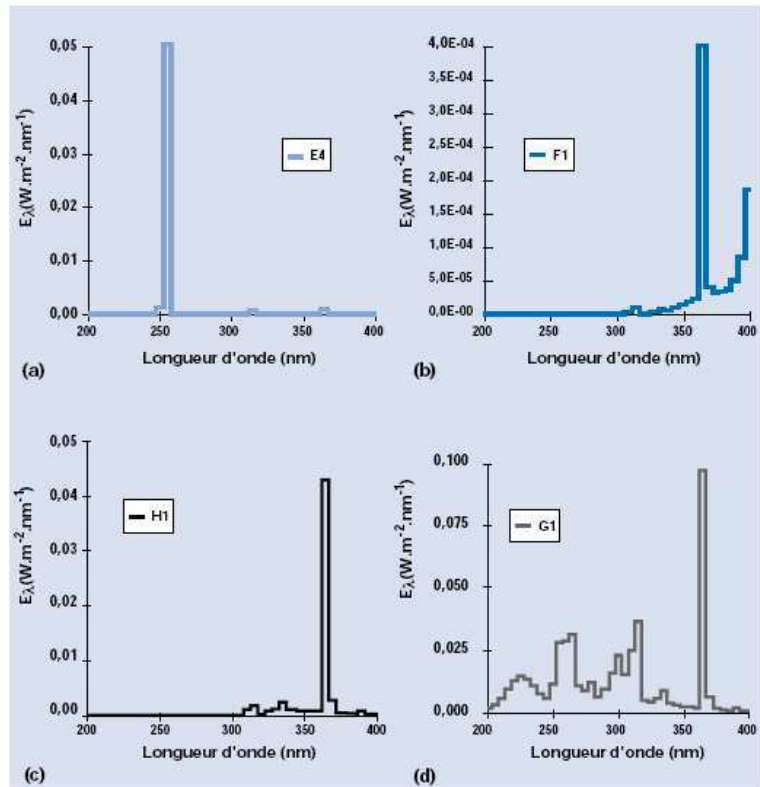 0,05
0,04
0,03
0,02
0,01
0,00
Eλ(W.m-2.nm-1)
E4
200 250 300 350 400
Longueur d'onde (nm)
(a)
4,0E-04
3,5E-04
3,0E-04
2,5E-04
2,0E-04
1,5E-04
1,0E-04
5,0E-05
0,0E-00
Eλ(W.m-2.nm-1)
F1
200 250 300 350 400
Longueur d'onde (nm)
(b)
0,05
0,04
0,03
0,02
0,01
0,00
Eλ(W.m-2.nm-1)
H1
200 250 300 350 400
Longueur d'onde (nm)
(c)
0,100
0,075
0,050
0,025
0,000
Eλ(W.m-2.nm-1)
G1
200 250 300 350 400
Longueur d'onde (nm)
(d)